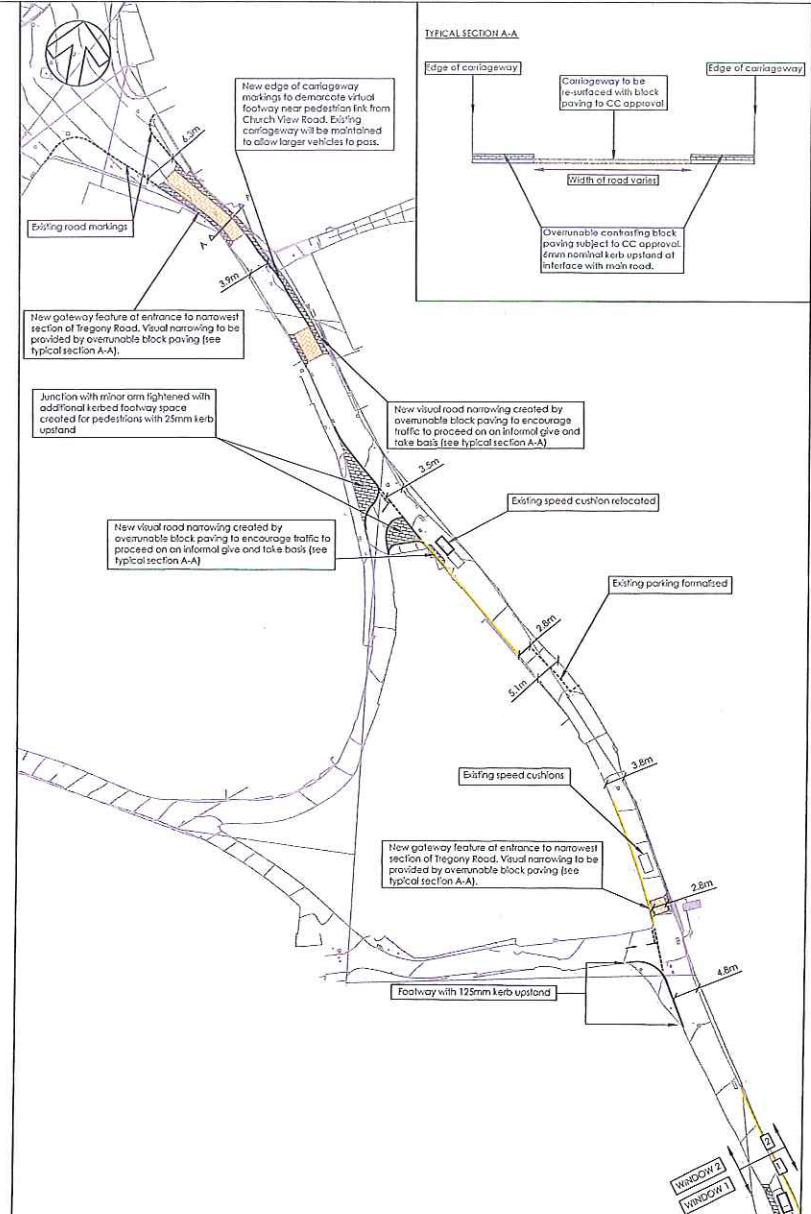 TYPICAL SECTION A-A
Edge of carriageway
Carriageway to be
re-surfaced with block
paving to CC approval
Edge of carriageway
Width of road varies
Overrunable contrasting block
paving subject to CC approval.
6mm nominal kerb upstand at
interface with main road.
New edge of carriageway
markings to demarcate virtual
footway near pedestrian link from
Church View Road. Existing
carriageway will be maintained
to allow larger vehicles to pass.
6.3m
Existing road markings
A
A
3.9m
New gateway feature at entrance to narrowest
section of Tregony Road. Visual narrowing to be
provided by overrunable block paving (see
typical section A-A).
Junction with minor arm tightened with
additional kerbed footway space
created for pedestrians with 25mm kerb
upstand
New visual road narrowing created by
overrunable block paving to encourage traffic
to proceed on an informal give and
take basis (see typical section A-A)
3.5m
Existing speed cushion relocated
New visual road narrowing created by
overrunable block paving to encourage traffic to
proceed on an informal give and take basis (see
typical section A-A)
Existing parking formalised
2.8m
5.1m
3.8m
Existing speed cushions
New gateway feature at entrance to narrowest
section of Tregony Road. Visual narrowing to be
provided by overrunable block paving (see
typical section A-A).
2.8m
4.8m
Footway with 125mm kerb upstand
2
1
WINDOW 2
WINDOW 1